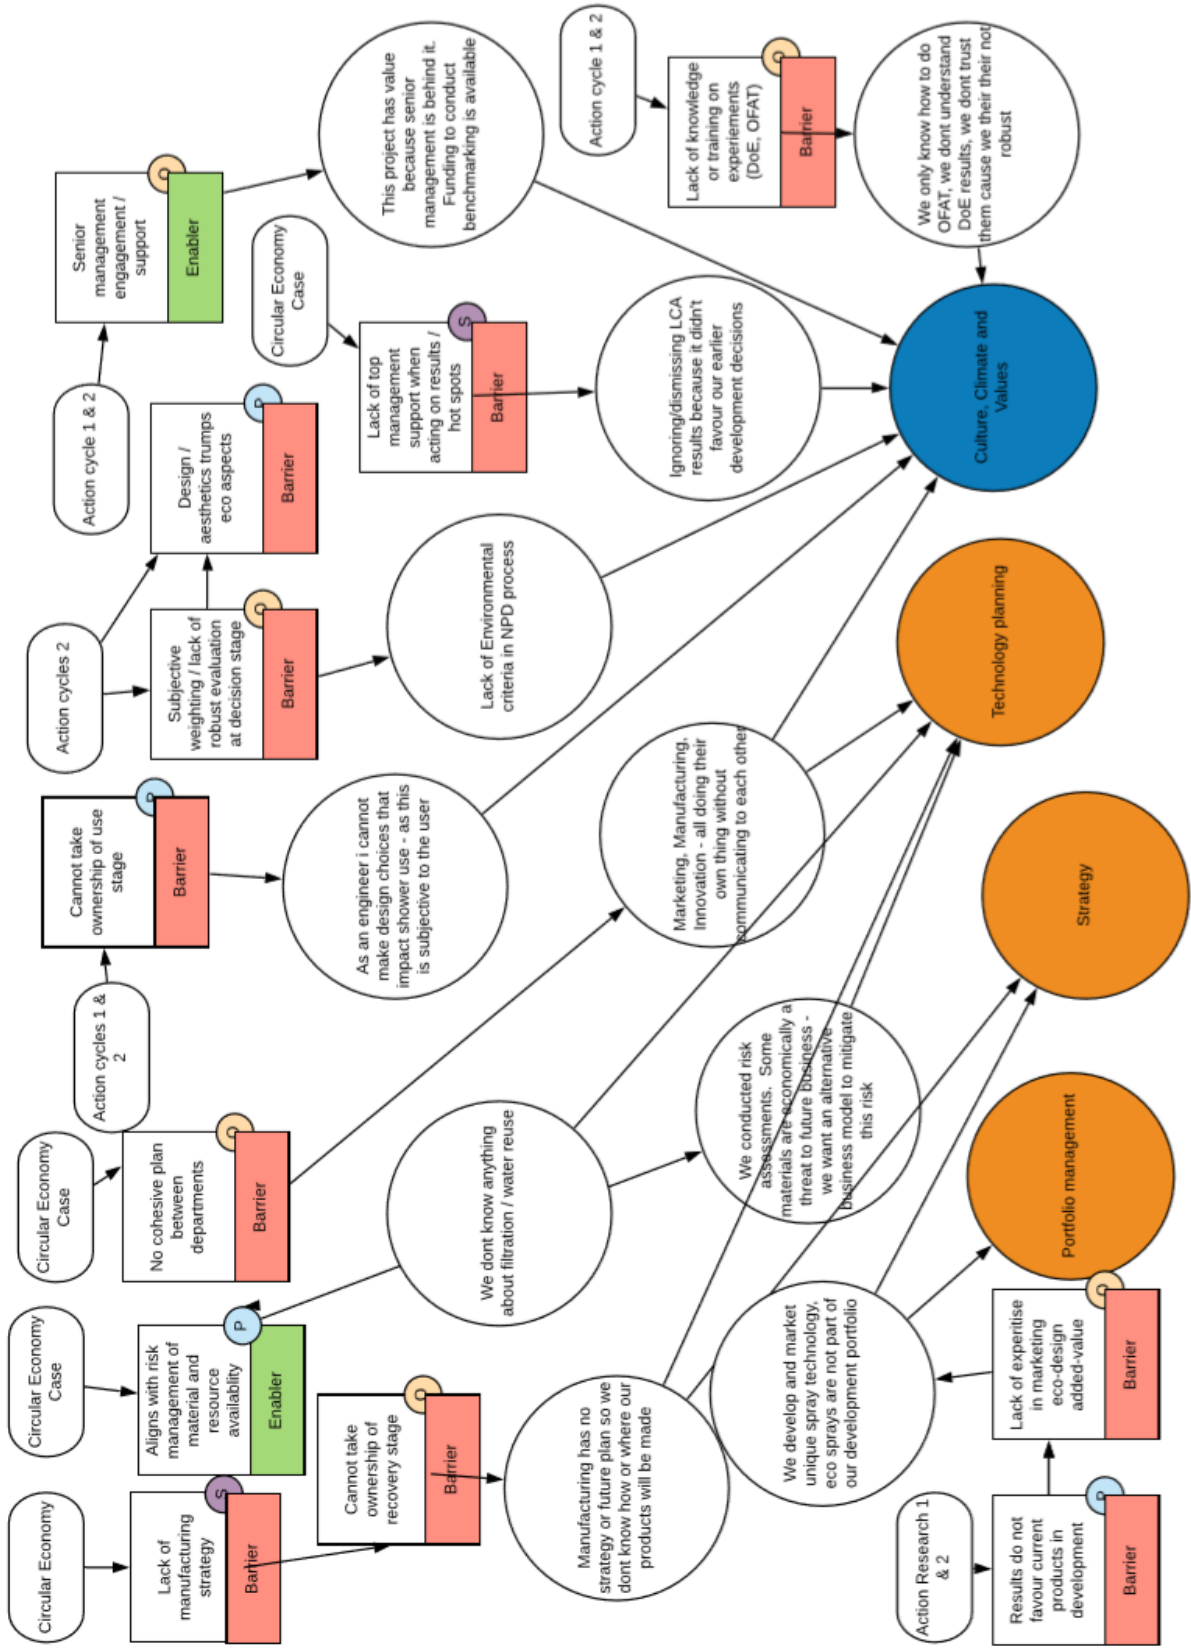 Circular Economy
Lack of
manufacturing
strategy
S
Barrier
Circular Economy
Case
Aligns with risk
management of
material and
resource
availablity
P
Enabler
Cannot take
ownership of
recovery stage
O
Barrier
Manufacturing has no
strategy or future plan so we
dont know how or where our
products will be made
Circular Economy
Case
No cohesive plan
between
departments
O
Barrier
We dont know anything
about filtration / water reuse
Action cycles 1 &
2
Cannot take
ownership of use
stage
P
Barrier
As an engineer i cannot
make design choices that
impact shower use - as this
is subjective to the user
Action cycles 2
Subjective
weighting / lack of
robust evaluation
at decision stage
O
Barrier
Design /
aesthetics trumps
eco aspects
P
Barrier
Lack of Environmental
criteria in NPD process
Action cycle 1 & 2
Senior
management
engagement /
support
O
Enabler
This project has value
because senior
management is behind it.
Funding to conduct
benchmarking is available
Circular Economy
Case
Lack of top
management
support when
acting on results /
hot spots
S
Barrier
Ignoring/dismissing LCA
results because it didn't
favour our earlier
development decisions
Action cycle 1 & 2
Lack of knowledge
or training on
experiements
(DoE, OFAT)
O
Barrier
We only know how to do
OFAT, we dont understand
DoE results, we dont trust
them cause we their their not
robust
Marketing, Manufacturing,
Innovation - all doing their
own thing without
communicating to each other
We conducted risk
assessments. Some
materials are economically a
threat to future business -
we want an alternative
business model to mitigate
this risk
We develop and market
unique spray technology,
eco sprays are not part of
our development portfolio
Action Research 1
& 2
Results do not
favour current
products in
development
P
Barrier
Lack of experitise
in marketing
eco-design
added-value
O
Barrier
Portfolio management
Strategy
Technology planning
Culture, Climate and
Values